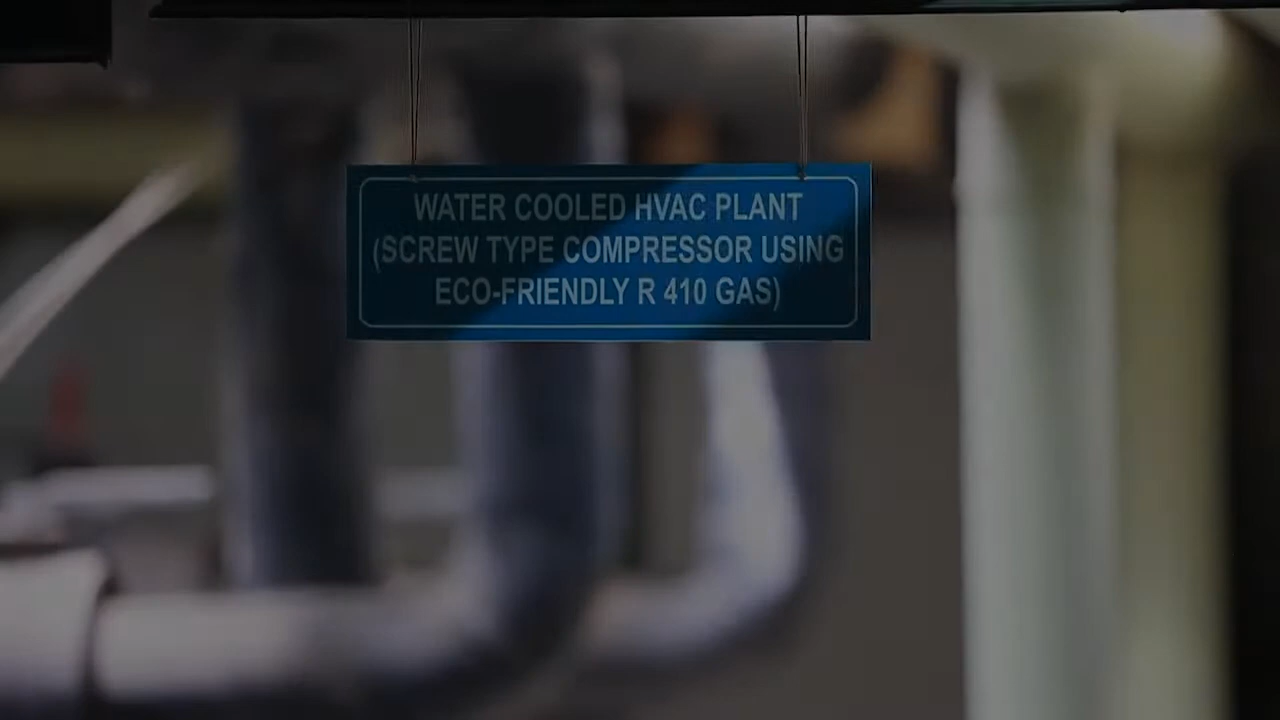 WATER COOLED HVAC PLANT
(SCREW TYPE COMPRESSOR USING
ECO-FRIENDLY R 410 GAS)